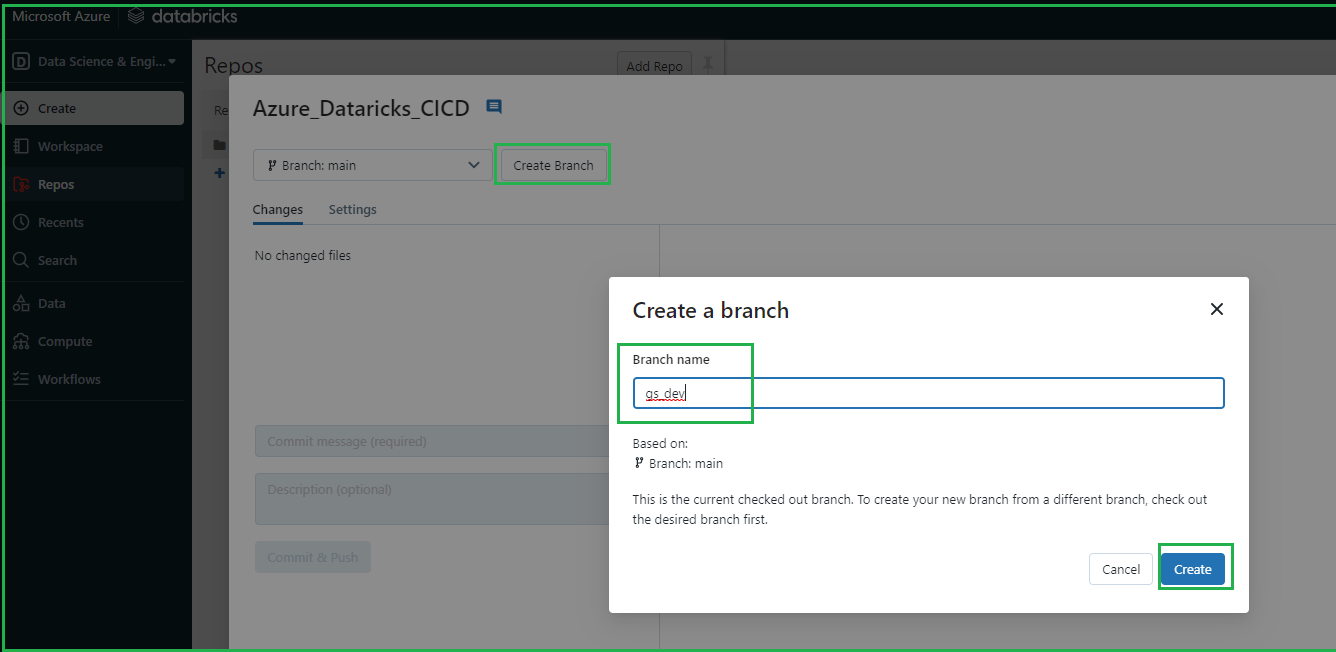 Microsoft Azure databricks
D Data Science & Engi...
Create
Workspace
Repos
Recents
Search
Data
Compute
Workflows
Repos
Add Repo
Re
Azure_Dataricks_CICD
Branch: main
Create Branch
Changes Settings
No changed files
Commit message (required)
Description (optional)
Commit & Push
Create a branch
Branch name
gs_dev
Based on:
Branch: main
This is the current checked out branch. To create your new branch from a different branch, check out
the desired branch first.
Cancel Create